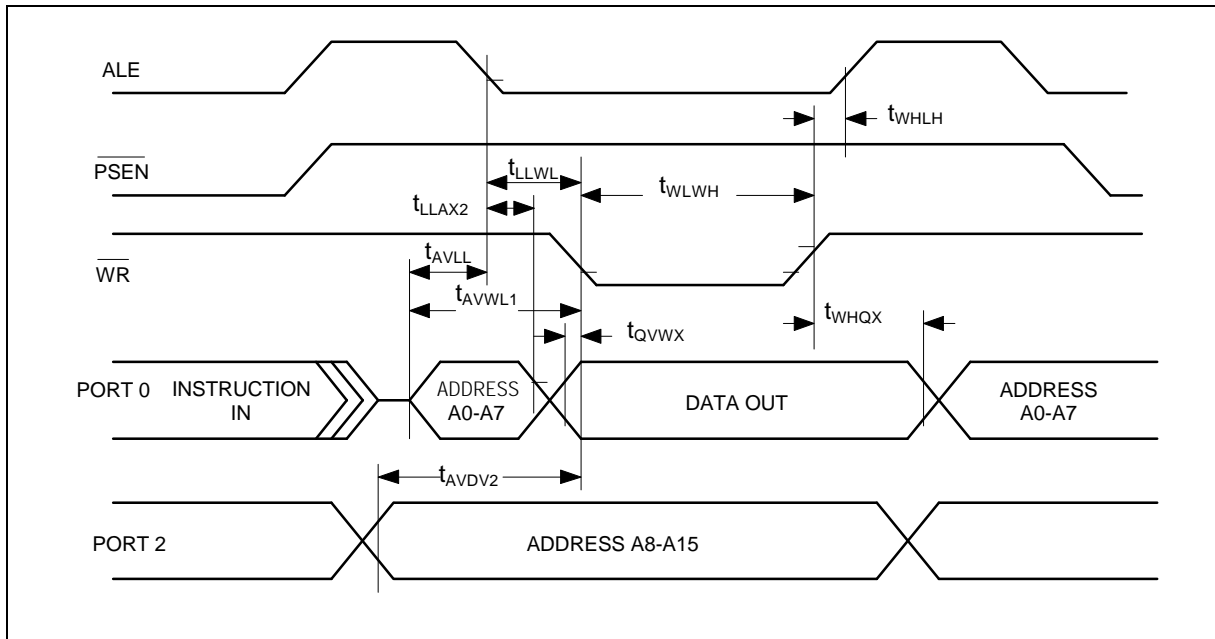 ALE
tWHLH
PSEN
tLLWL
tWLWH
tLLAX2
WR
tAVLL
tAVWL1
tWHQX
tQVWX
PORT 0
INSTRUCTION
IN
ADDRESS
A0-A7
DATA OUT
ADDRESS
A0-A7
tAVDV2
PORT 2
ADDRESS A8-A15